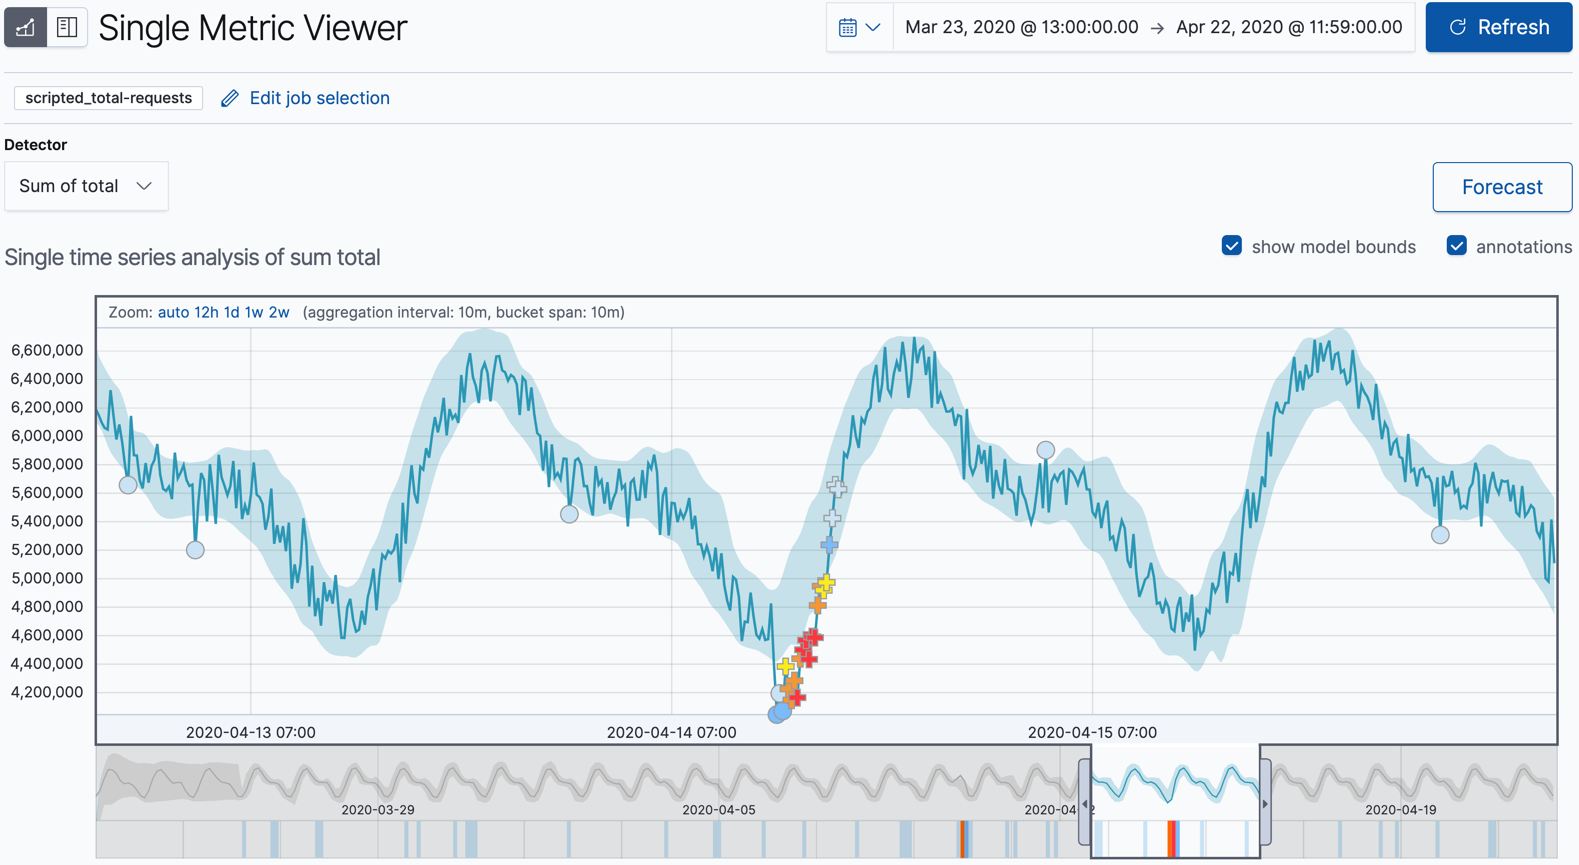 Single Metric Viewer
Mar 23, 2020 @ 13:00:00.00 → Apr 22, 2020 @ 11:59:00.00
Refresh
scripted_total-requests
Edit job selection
Detector
Sum of total
Forecast
Single time series analysis of sum total
show model bounds
annotations
Zoom: auto 12h 1d 1w 2w (aggregation interval: 10m, bucket span: 10m)
6,600,000
6,400,000
6,200,000
6,000,000
5,800,000
5,600,000
5,400,000
5,200,000
5,000,000
4,800,000
4,600,000
4,400,000
4,200,000
2020-04-13 07:00
2020-04-14 07:00
2020-04-15 07:00
2020-03-29
2020-04-05
2020-04
2
2020-04-19